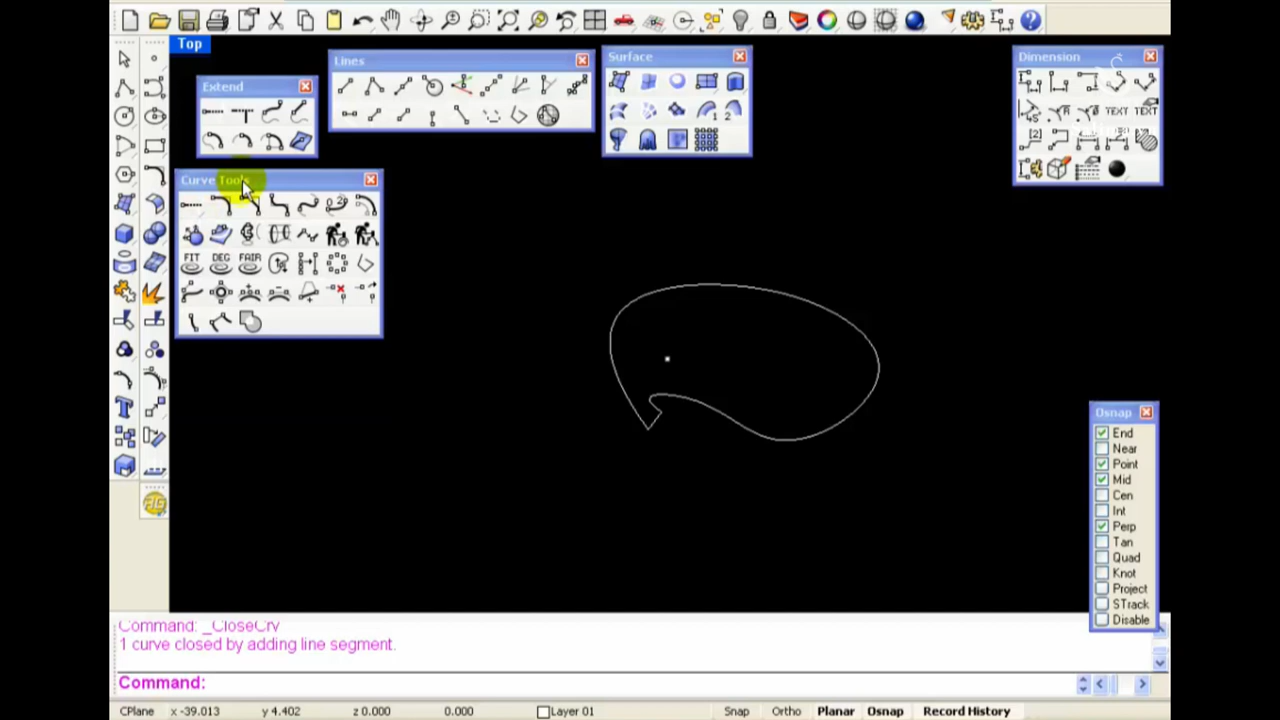 Top
Extend
Lines
Surface
Dimension
Curve Tools
TEXT TEXT
1 2
FIT DEG FAIR
Osnap
End
Near
Point
Mid
Cen
Int
Perp
Tan
Quad
Knot
Project
STrack
Disable
Command: _CloseCrv
1 curve closed by adding line segment.
Command:
CPlane x -39.013 y 4.402 z 0.000 0.000 Layer 01 Snap Ortho Planar Osnap Record History